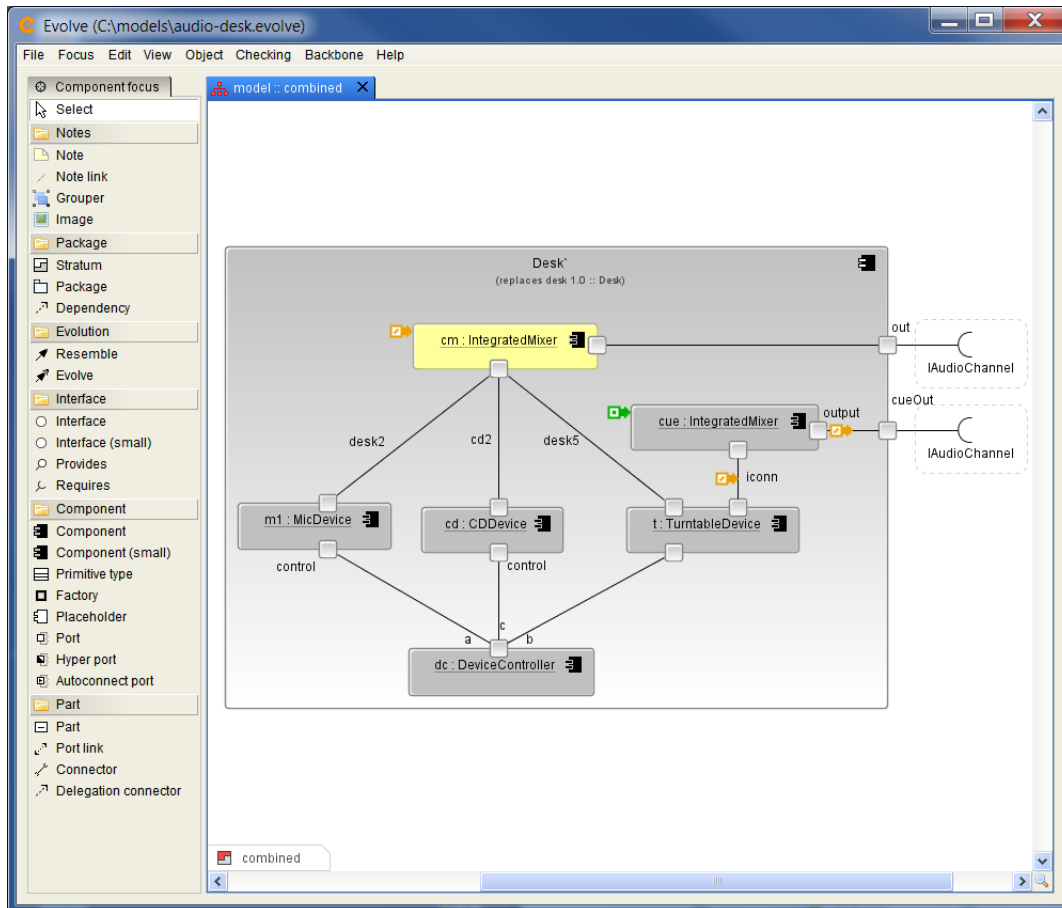 Evolve (C:\models\audio-desk.evolve)
File Focus Edit View Object Checking Backbone Help
Component focus
model :: combined
Select
Notes
Note
Note link
Grouper
Image
Package
Stratum
Package
Dependency
Evolution
Resemble
Evolve
Interface
Interface
Interface (small)
Provides
Requires
Component
Component
Component (small)
Primitive type
Factory
Placeholder
Port
Hyper port
Autoconnect port
Part
Part
Port link
Connector
Delegation connector
Desk`
(replaces desk 1.0 :: Desk)
cm : IntegratedMixer
out
IAudioChannel
cueOut
output
cue : IntegratedMixer
IAudioChannel
desk2
cd2
desk5
iconn
m1 : MicDevice
cd : CDDevice
t : TurntableDevice
control
control
a
c
b
dc : DeviceController
combined